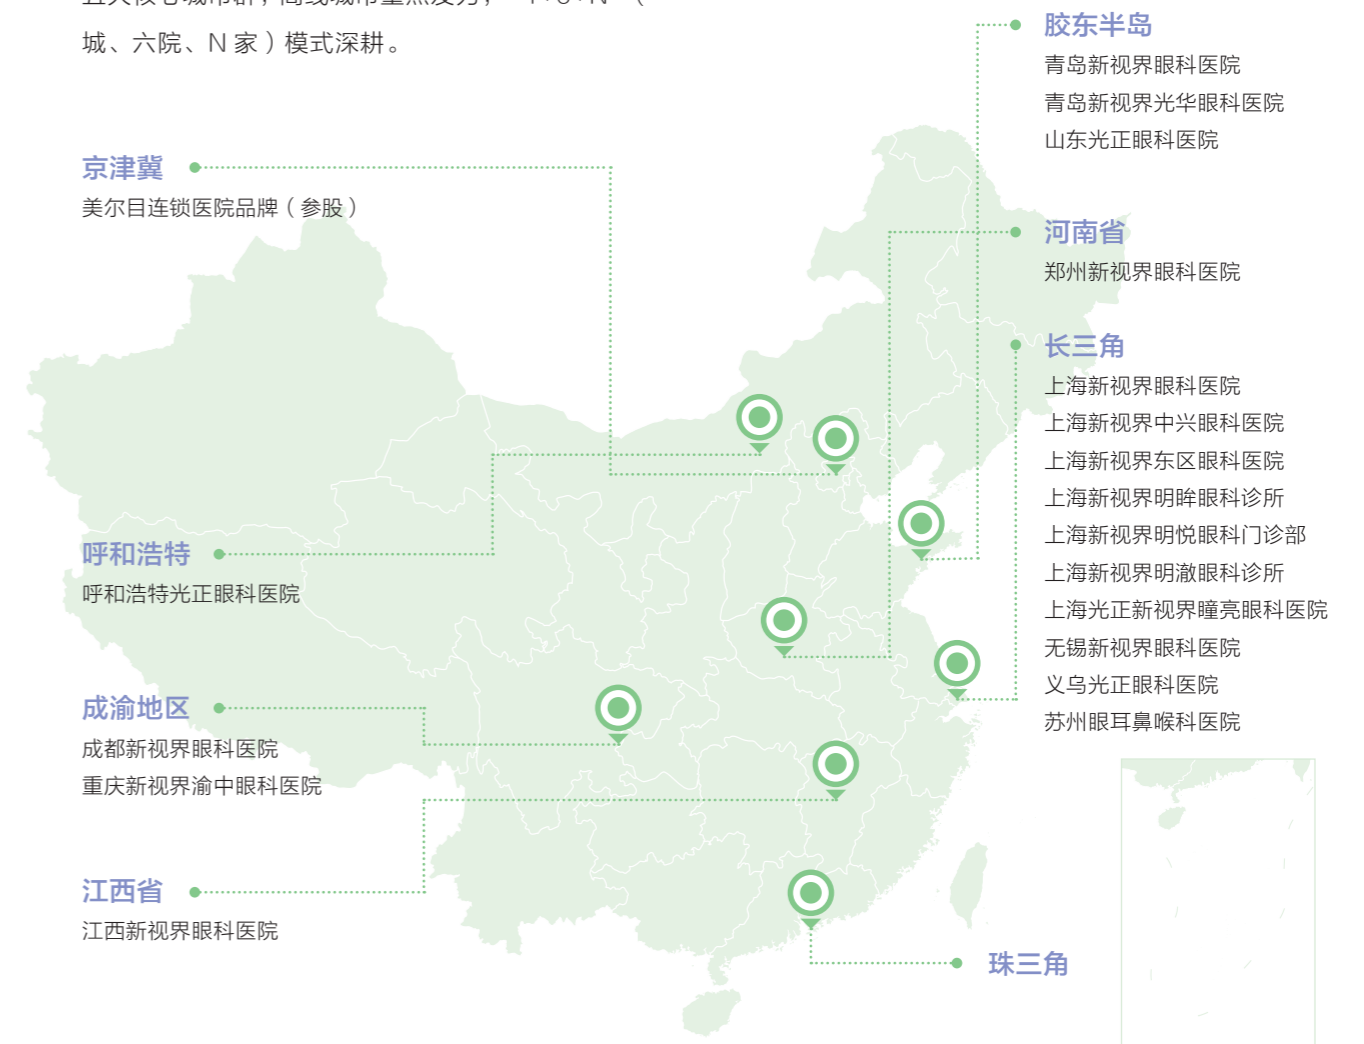 城、六院、N 家）模式深耕。
京津冀
美尔目连锁医院品牌（参股）
呼和浩特
呼和浩特光正眼科医院
成渝地区
成都新视界眼科医院
重庆新视界渝中眼科医院
江西省
江西新视界眼科医院
胶东半岛
青岛新视界眼科医院
青岛新视界光华眼科医院
山东光正眼科医院
河南省
郑州新视界眼科医院
长三角
上海新视界眼科医院
上海新视界中兴眼科医院
上海新视界东区眼科医院
上海新视界明眸眼科诊所
上海新视界明悦眼科门诊部
上海新视界明澈眼科诊所
上海光正新视界瞳亮眼科医院
无锡新视界眼科医院
义乌光正眼科医院
苏州眼耳鼻喉科医院
珠三角